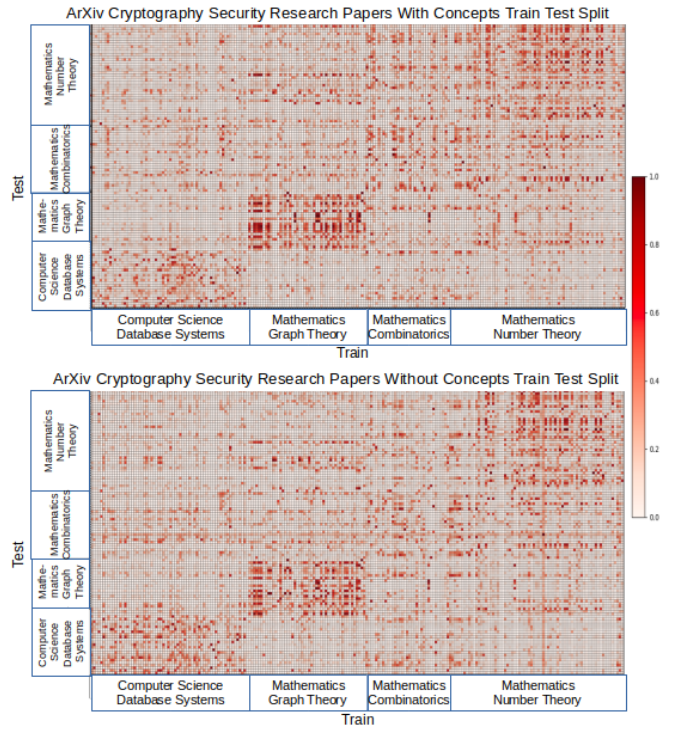 ArXiv Cryptography Security Research Papers With Concepts Train Test Split
Test
Mathematics
Number
Theory
Mathematics
Combinatorics
Mathe-
matics
Graph
Theory
Computer
Science
Database
Systems
Computer Science
Database Systems
Mathematics
Graph Theory
Mathematics
Combinatorics
Mathematics
Number Theory
Train
1.0
0.8
0.6
0.4
0.2
0.0
ArXiv Cryptography Security Research Papers Without Concepts Train Test Split
Test
Mathematics
Number
Theory
Mathematics
Combinatorics
Mathe-
matics
Graph
Theory
Computer
Science
Database
Systems
Computer Science
Database Systems
Mathematics
Graph Theory
Mathematics
Combinatorics
Mathematics
Number Theory
Train